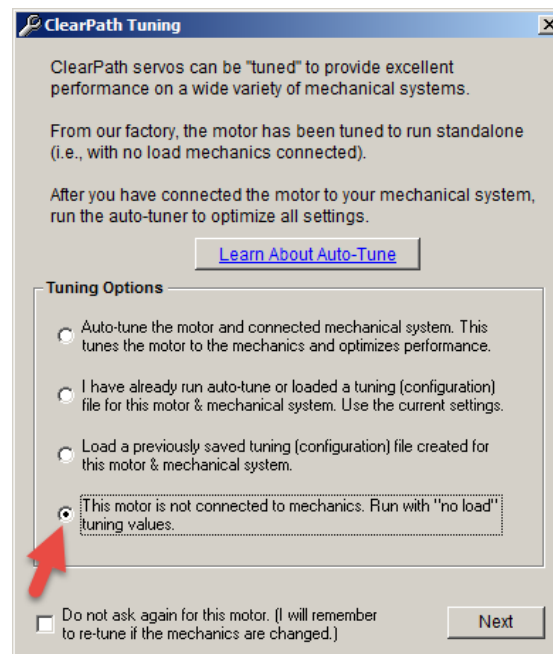 ClearPath Tuning
ClearPath servos can be "tuned" to provide excellent
performance on a wide variety of mechanical systems.
From our factory, the motor has been tuned to run standalone
(i.e., with no load mechanics connected).
After you have connected the motor to your mechanical system,
run the auto-tuner to optimize all settings.
Learn About Auto-Tune
Tuning Options
Auto-tune the motor and connected mechanical system. This
tunes the motor to the mechanics and optimizes performance.
I have already run auto-tune or loaded a tuning (configuration)
file for this motor & mechanical system. Use the current settings.
Load a previously saved tuning (configuration) file created for
this motor & mechanical system.
This motor is not connected to mechanics. Run with "no load"
tuning values.
Do not ask again for this motor. (I will remember
to re-tune if the mechanics are changed.)
Next